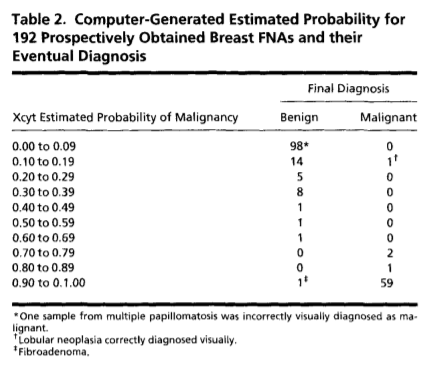 Table 2. Computer-Generated Estimated Probability for
192 Prospectively Obtained Breast FNAs and their
Eventual Diagnosis
Final Diagnosis
Xcyt Estimated Probability of Malignancy Benign Malignant
0.00 to 0.09 98* 0
0.10 to 0.19 14 1†
0.20 to 0.29 5 0
0.30 to 0.39 8 0
0.40 to 0.49 1 0
0.50 to 0.59 1 0
0.60 to 0.69 1 0
0.70 to 0.79 0 2
0.80 to 0.89 0 1
0.90 to 0.1.00 1‡ 59
*One sample from multiple papillomatosis was incorrectly visually diagnosed as ma-
lignant.
†Lobular neoplasia correctly diagnosed visually.
‡Fibroadenoma.